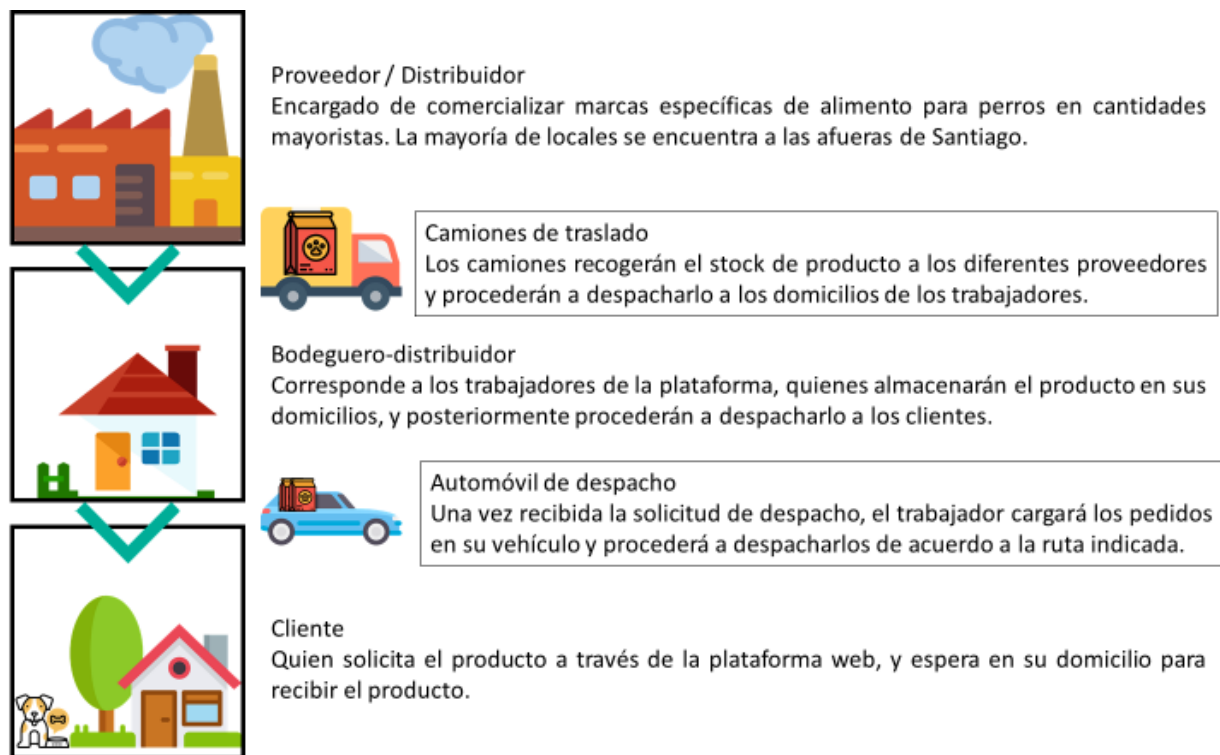 Proveedor / Distribuidor
Encargado de comercializar marcas específicas de alimento para perros en cantidades
mayoristas. La mayoría de locales se encuentra a las afueras de Santiago.
Camiones de traslado
Los camiones recogerán el stock de producto a los diferentes proveedores
y procederán a despacharlo a los domicilios de los trabajadores.
Bodeguero-distribuidor
Corresponde a los trabajadores de la plataforma, quienes almacenarán el producto en sus
domicilios, y posteriormente procederán a despacharlo a los clientes.
Automóvil de despacho
Una vez recibida la solicitud de despacho, el trabajador cargará los pedidos
en su vehículo y procederá a despacharlos de acuerdo a la ruta indicada.
Cliente
Quien solicita el producto a través de la plataforma web, y espera en su domicilio para
recibir el producto.